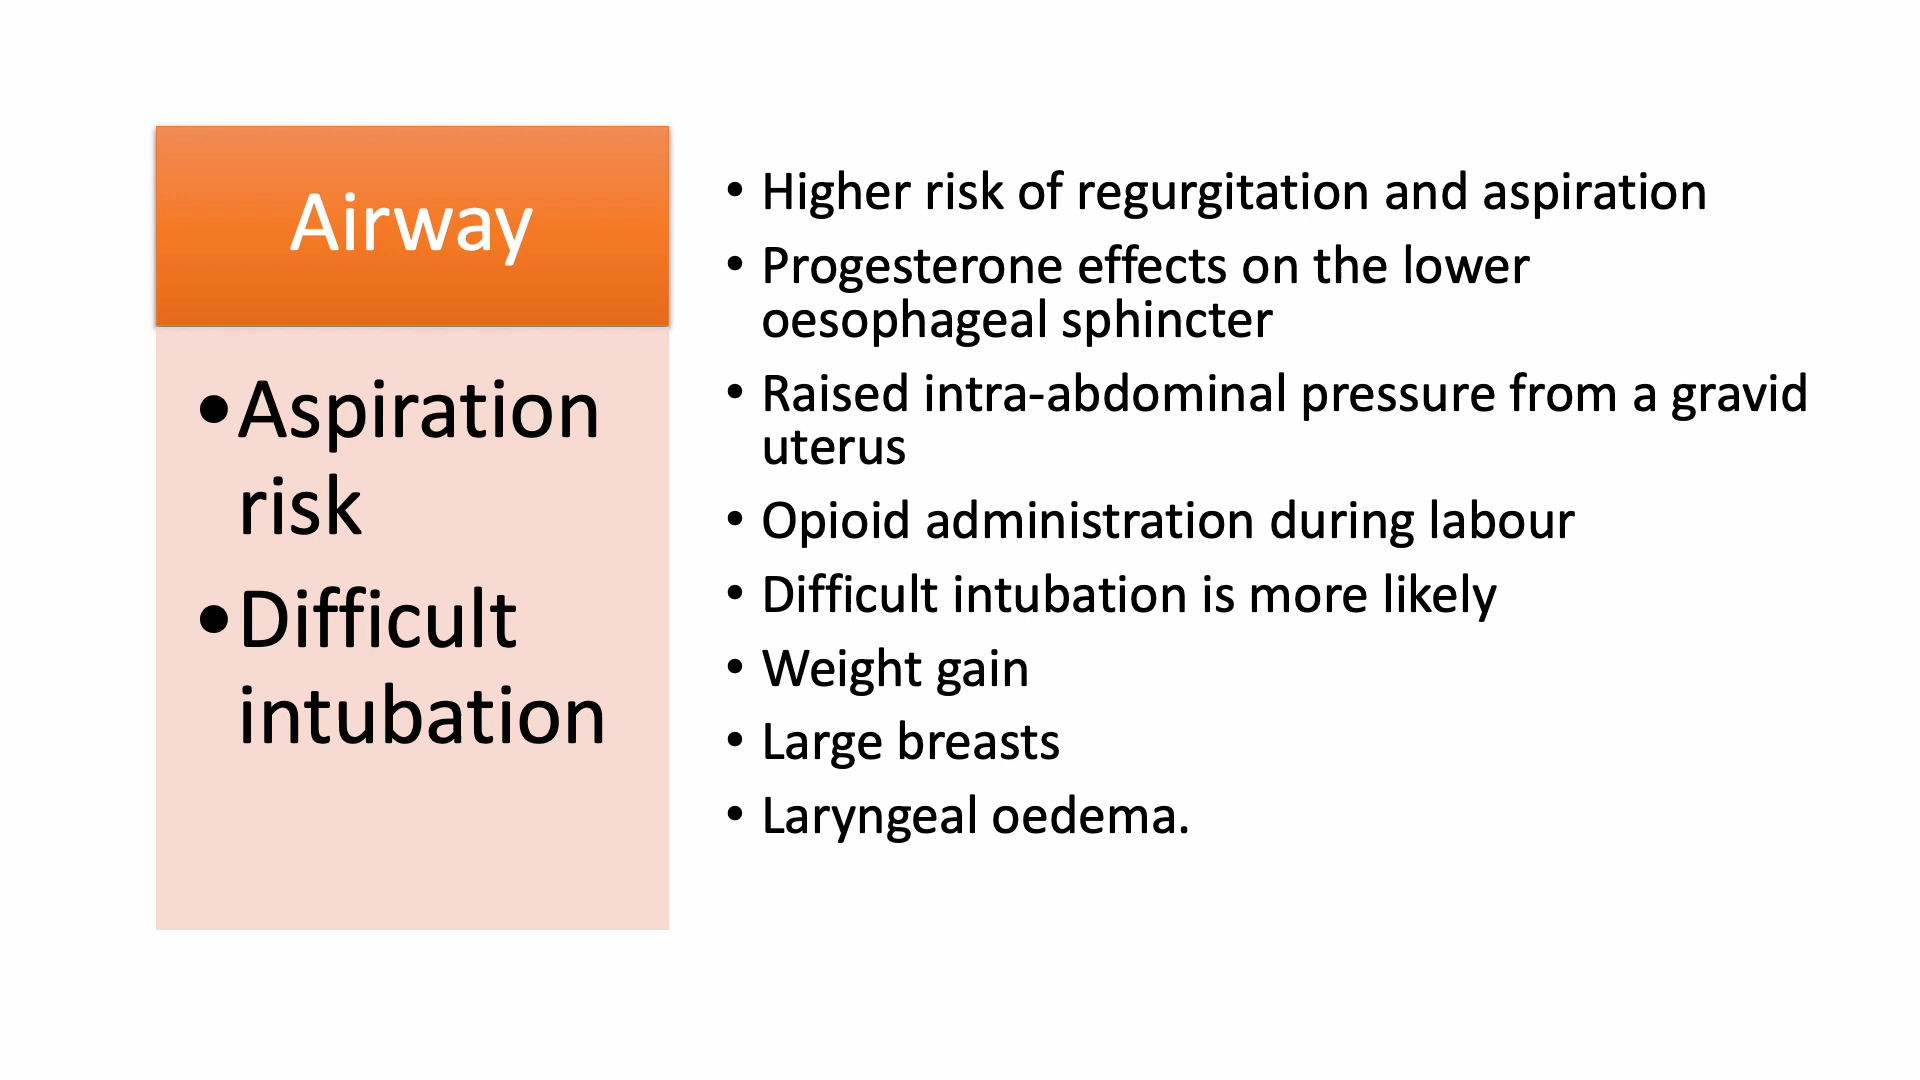 Airway
•Aspiration
risk
•Difficult
intubation
• Higher risk of regurgitation and aspiration
• Progesterone effects on the lower
oesophageal sphincter
• Raised intra-abdominal pressure from a gravid
uterus
• Opioid administration during labour
• Difficult intubation is more likely
• Weight gain
• Large breasts
• Laryngeal oedema.